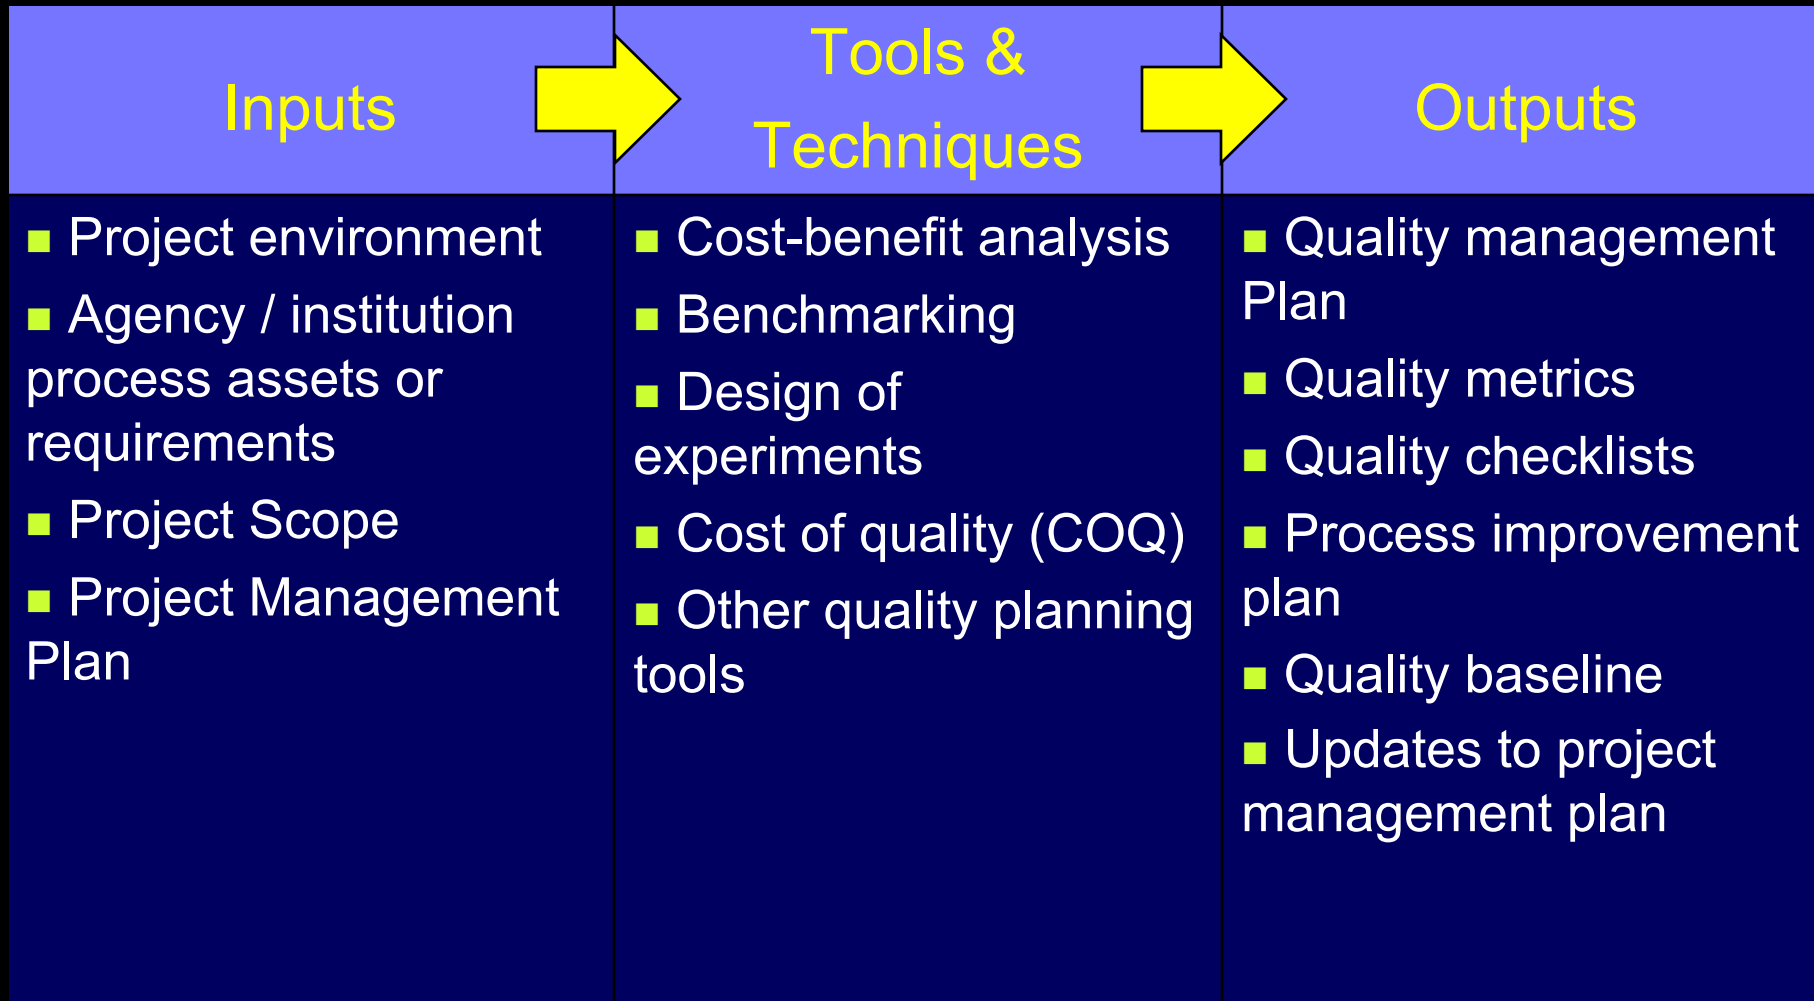 Inputs
Tools &
Techniques
Outputs
Project environment
Agency / institution
process assets or
requirements
Project Scope
Project Management
Plan
Cost-benefit analysis
Benchmarking
Design of
experiments
Cost of quality (COQ)
Other quality planning
tools
Quality management
Plan
Quality metrics
Quality checklists
Process improvement
plan
Quality baseline
Updates to project
management plan